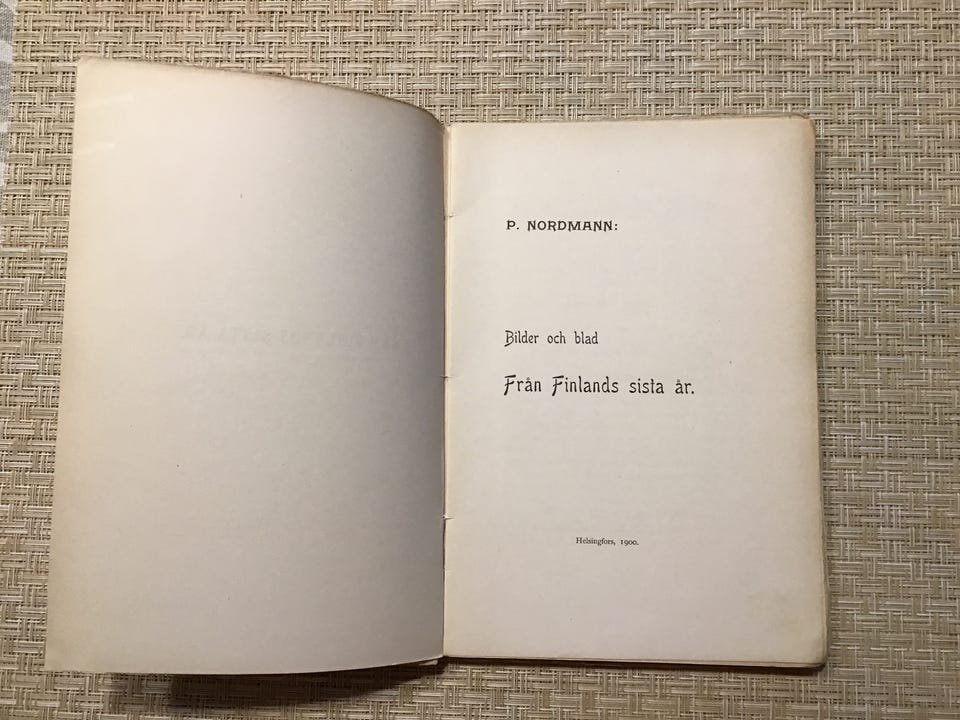 P. NORDMANN:
Bilder och blad
Från Finlands sista år.
Helsingfors, 1900.